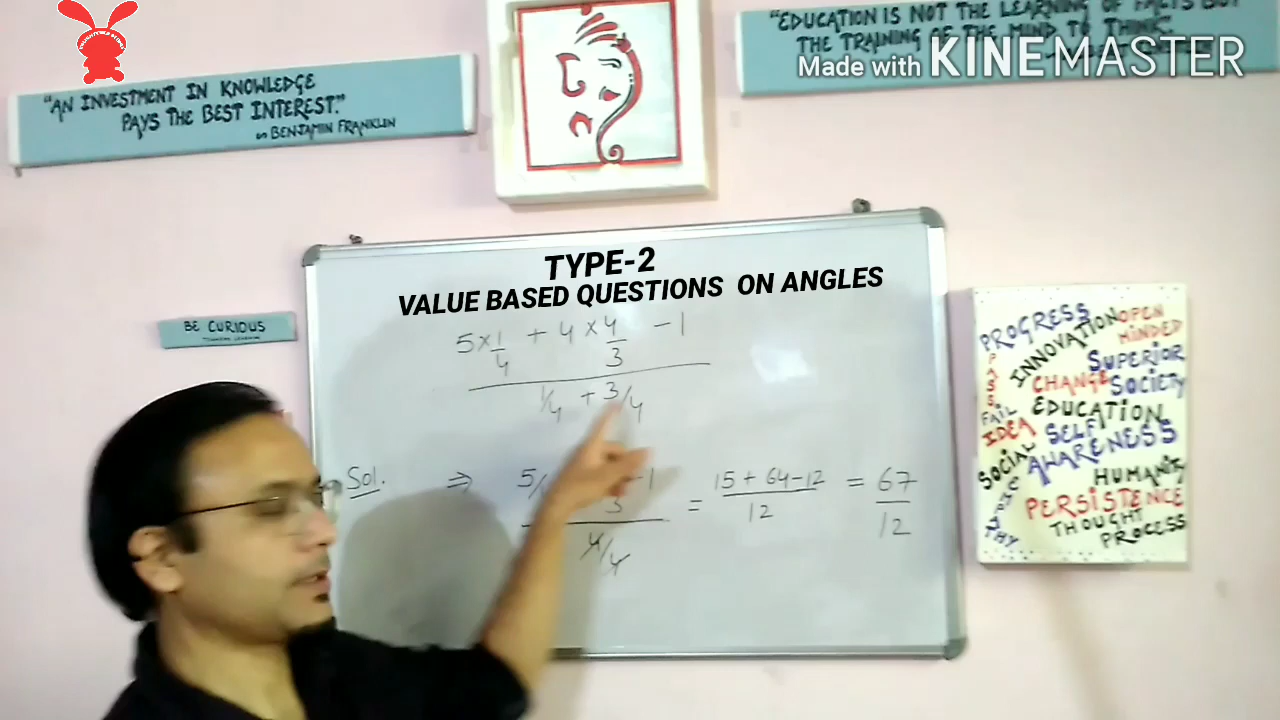 "AN INVESTMENT IN KNOWLEDGE
PAYS THE BEST INTEREST."
BENJAMIN FRANKLIN
"EDUCATION IS NOT THE LEARNING OF FACTS BUT
THE TRAINING OF THE MIND TO THINK
Made with KINEMASTER
BE CURIOUS
TYPE-2
VALUE BASED QUESTIONS ON ANGLES
5×1/4 + 4×4/3 - 1
1/4 + 3/4
Sol. ⇒ 5/ 3 -1 = 15 + 64-12 = 67
4/4 12 12
PROGRESS
INNOVATION
OPEN
MINDED
PASS
FAIL
CHANGE
SUPERIOR
SOCIETY
EDUCATION
IDEA
SELF
AWARENESS
SOCIAL
HUMANITY
PERSISTENCE
THOUGHT
PROCESS